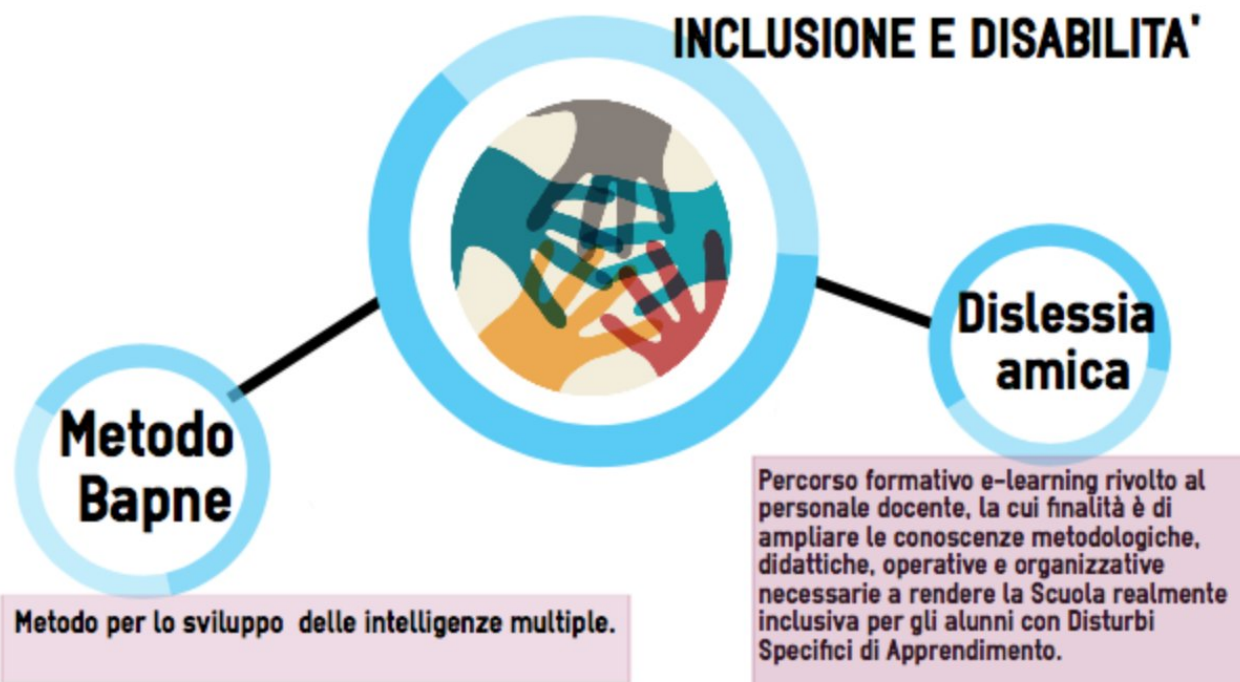 INCLUSIONE E DISABILITA'
Metodo
Bapne
Metodo per lo sviluppo delle intelligenze multiple.
Dislessia
amica
Percorso formativo e-learning rivolto al
personale docente, la cui finalità è di
ampliare le conoscenze metodologiche,
didattiche, operative e organizzative
necessarie a rendere la Scuola realmente
inclusiva per gli alunni con Disturbi
Specifici di Apprendimento.